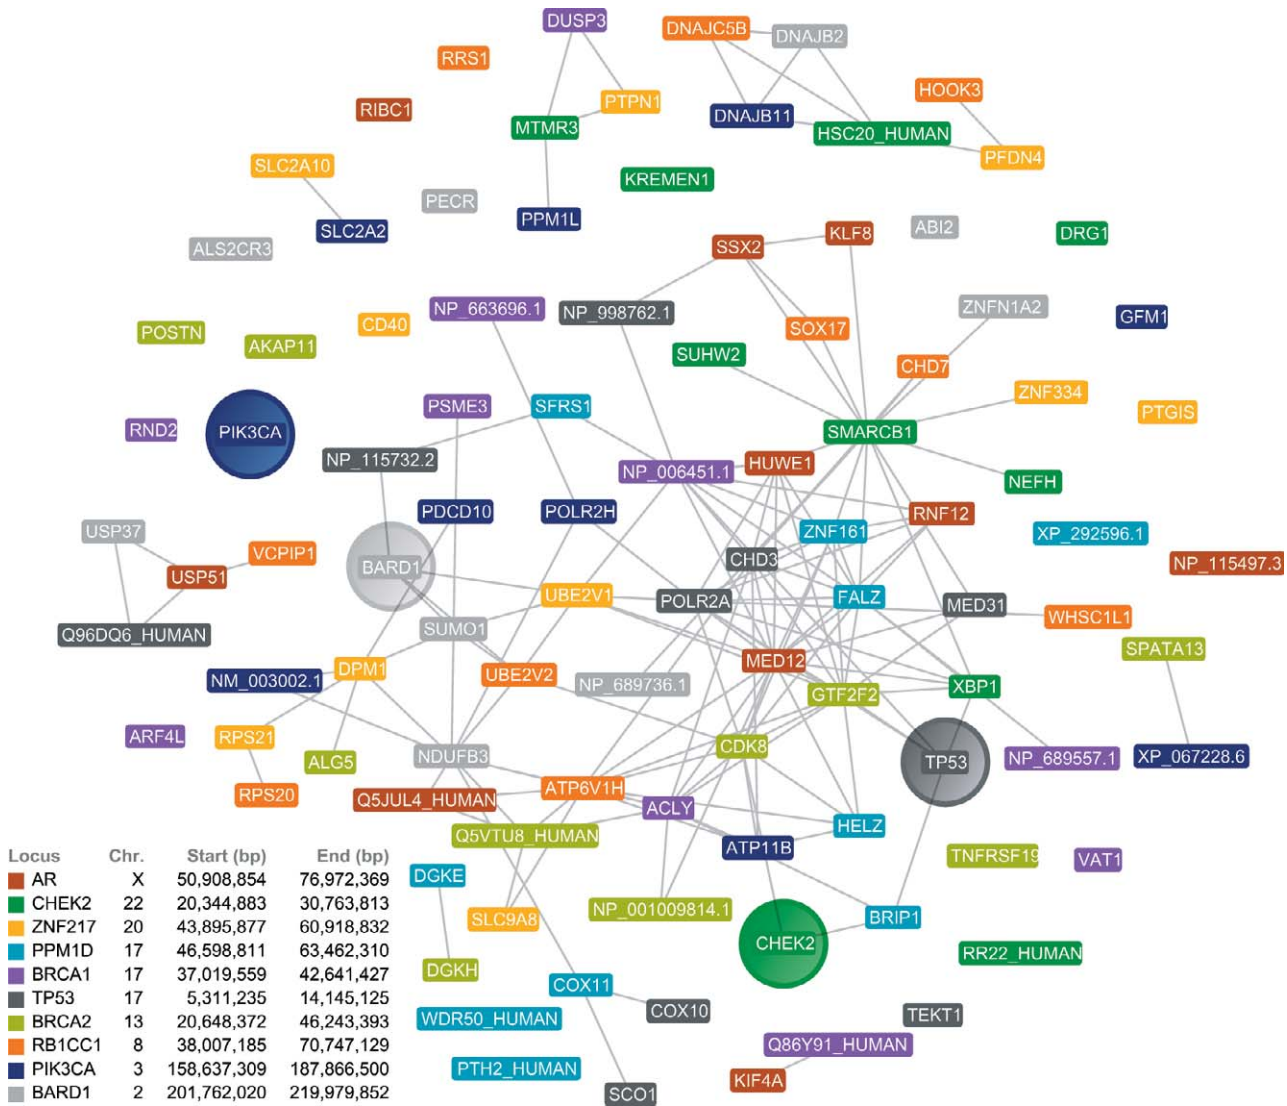 DUSP3
DNAJC5B
DNAJB2
RRS1
HOOK3
RIBC1
PTPN1
DNAJB11
MTMR3
HSC20_HUMAN
PFDN4
SLC2A10
KREMEN1
PECR
PPM1L
SLC2A2
ABI2
DRG1
KLF8
SSX2
ALS2CR3
NP_663696.1
NP_998762.1
ZNFN1A2
GFM1
CD40
SOX17
POSTN
AKAP11
SUHW2
CHD7
ZNF334
PSME3
SFRS1
PTGIS
RND2
PIK3CA
SMARCB1
NP_115732.2
HUWE1
NP_006451.1
NEFH
PDCD10
POLR2H
RNF12
USP37
ZNF161
XP_292596.1
VCPIP1
CHD3
NP_115497.3
BARD1
USP51
UBE2V1
POLR2A
FALZ
MED31
WHSC1L1
Q96DQ6_HUMAN
SUMO1
SPATA13
MED12
DPM1
UBE2V2
NM_003002.1
NP_689736.1
GTF2F2
XBP1
ARF4L
RPS21
CDK8
NDUFB3
ALG5
TP53
NP_689557.1
XP_067228.6
RPS20
Q5JUL4_HUMAN
ATP6V1H
ACLY
HELZ
Q5VTU8_HUMAN
ATP11B
TNFRSF19
VAT1
DGKE
NP_001009814.1
SLC9A8
BRIP1
CHEK2
RR22_HUMAN
DGKH
COX11
COX10
TEKT1
WDR50_HUMAN
Q86Y91_HUMAN
PTH2_HUMAN
KIF4A
SCO1
Locus Chr. Start (bp) End (bp)
AR X 50,908,854 76,972,369
CHEK2 22 20,344,883 30,763,813
ZNF217 20 43,895,877 60,918,832
PPM1D 17 46,598,811 63,462,310
BRCA1 17 37,019,559 42,641,427
TP53 17 5,311,235 14,145,125
BRCA2 13 20,648,372 46,243,393
RB1CC1 8 38,007,185 70,747,129
PIK3CA 3 158,637,309 187,866,500
BARD1 2 201,762,020 219,979,852